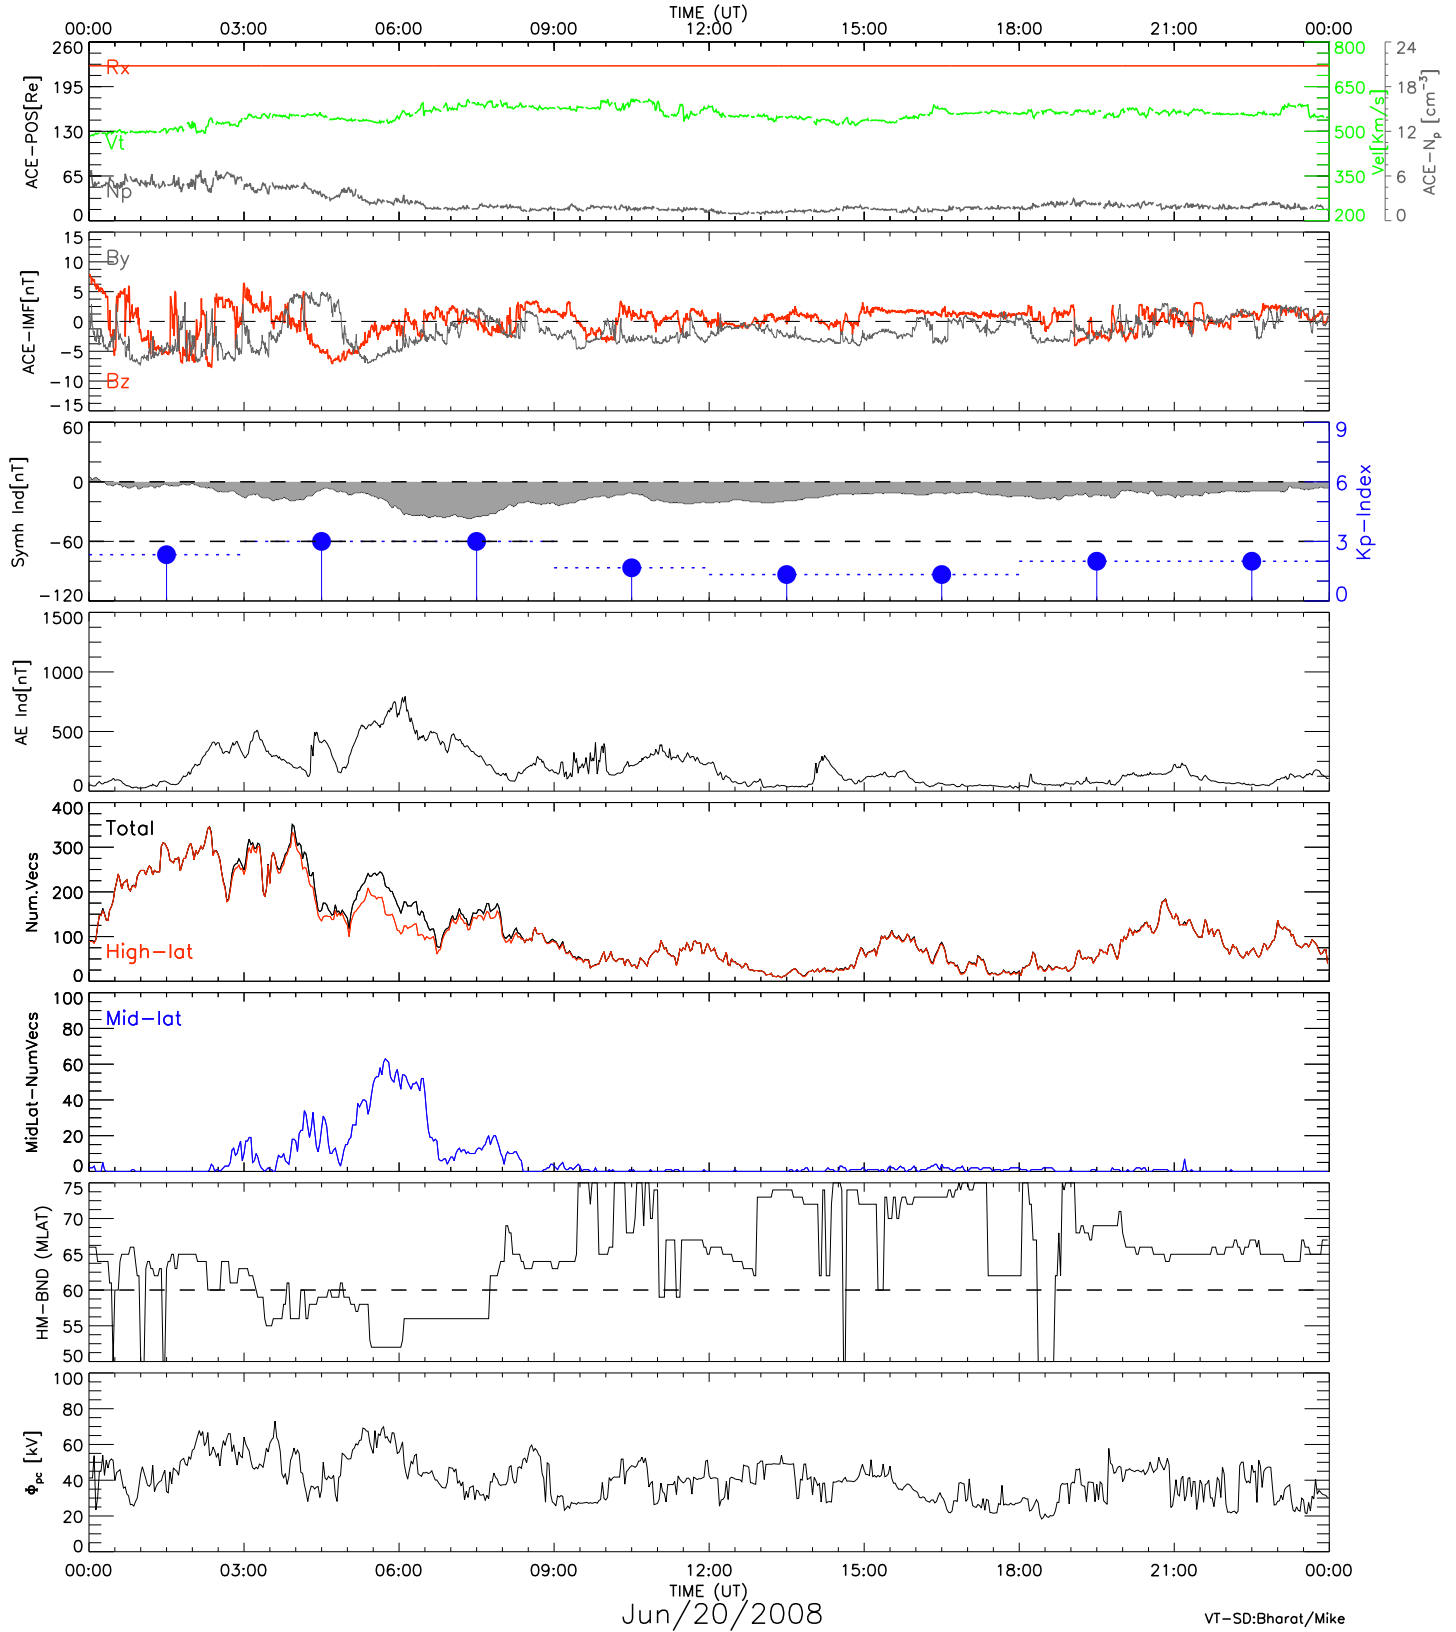 TIME (UT)
00:00 03:00 06:00 09:00 12:00 15:00 18:00 21:00 00:00
260 195 130 65 0
ACE-POS[Re]
Rx
Vt
Np
800 650 500 350 200
Vel[Km/s]
24 18 12 6 0
ACE-Np [cm⁻³]
15 10 5 0 -5 -10 -15
ACE-IMF[nT]
By
Bz
60 0 -60 -120
Symh Ind[nT]
9 6 3 0
Kp-Index
1500 1000 500 0
AE Ind[nT]
400 300 200 100 0
Num.Vecs
Total
High-lat
100 80 60 40 20 0
MidLat-NumVecs
Mid-lat
75 70 65 60 55 50
HM-BND (MLAT)
100 80 60 40 20 0
Φpc [kV]
00:00 03:00 06:00 09:00 12:00 15:00 18:00 21:00 00:00
TIME (UT)
Jun/20/2008
VT-SD:Bharat/Mike